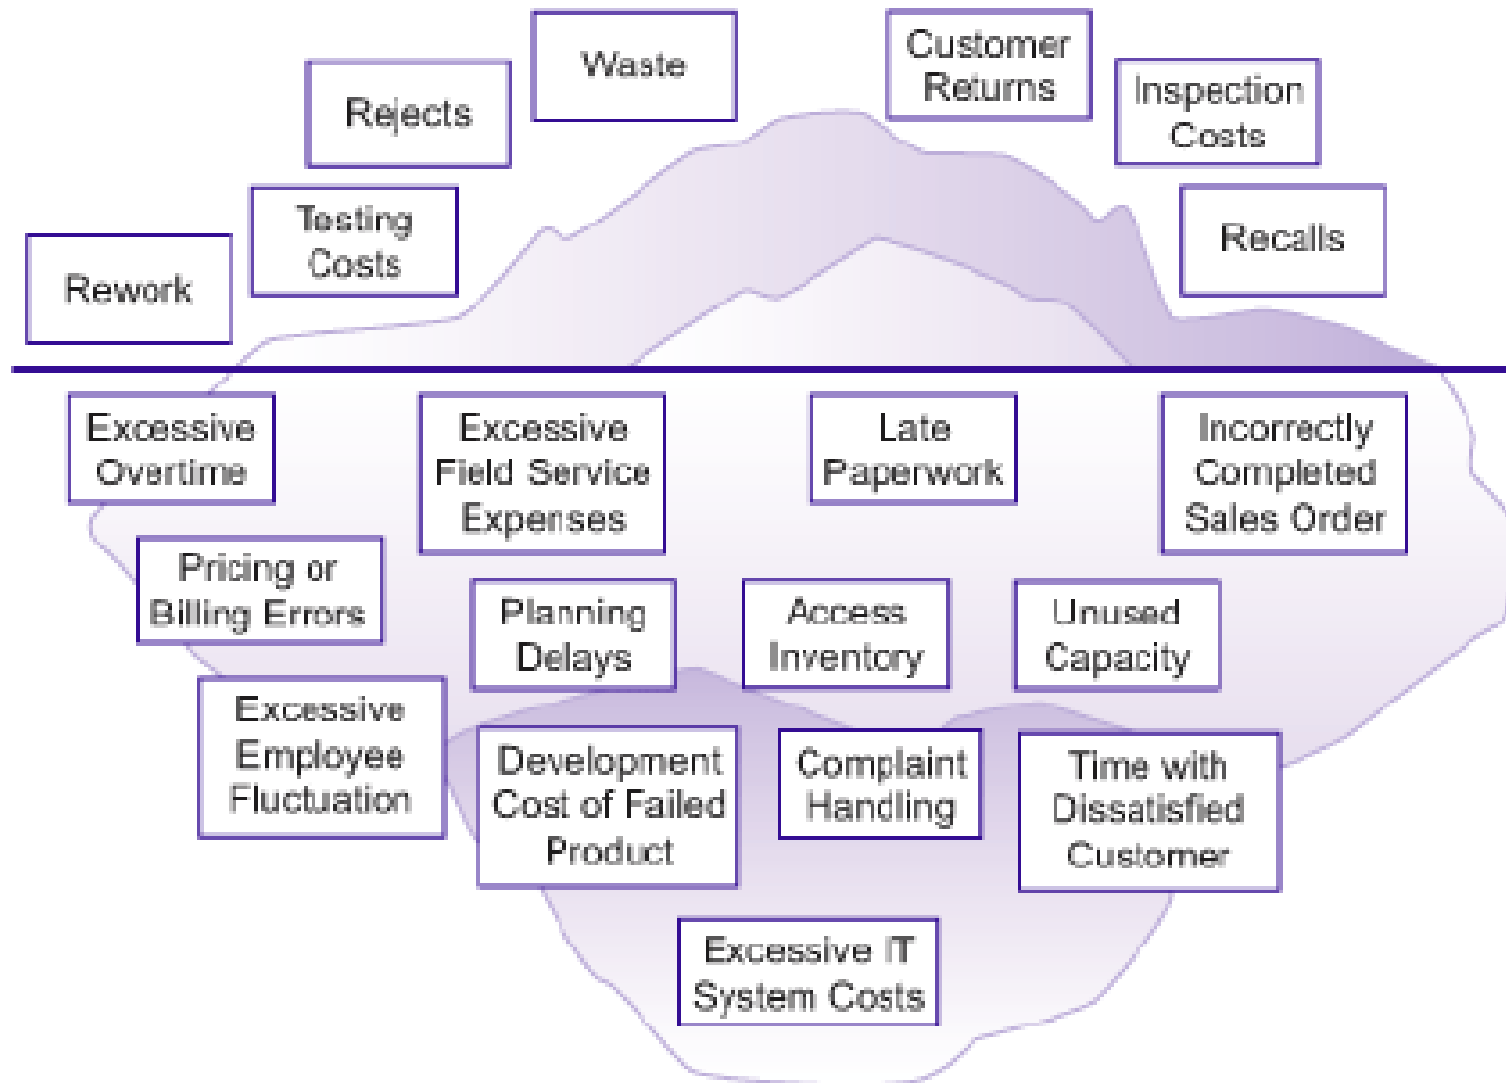 Waste
Customer
Returns
Rejects
Inspection
Costs
Testing
Costs
Recalls
Rework
Excessive
Overtime
Excessive
Field Service
Expenses
Late
Paperwork
Incorrectly
Completed
Sales Order
Pricing or
Billing Errors
Planning
Delays
Access
Inventory
Unused
Capacity
Excessive
Employee
Fluctuation
Development
Cost of Failed
Product
Complaint
Handling
Time with
Dissatisfied
Customer
Excessive IT
System Costs